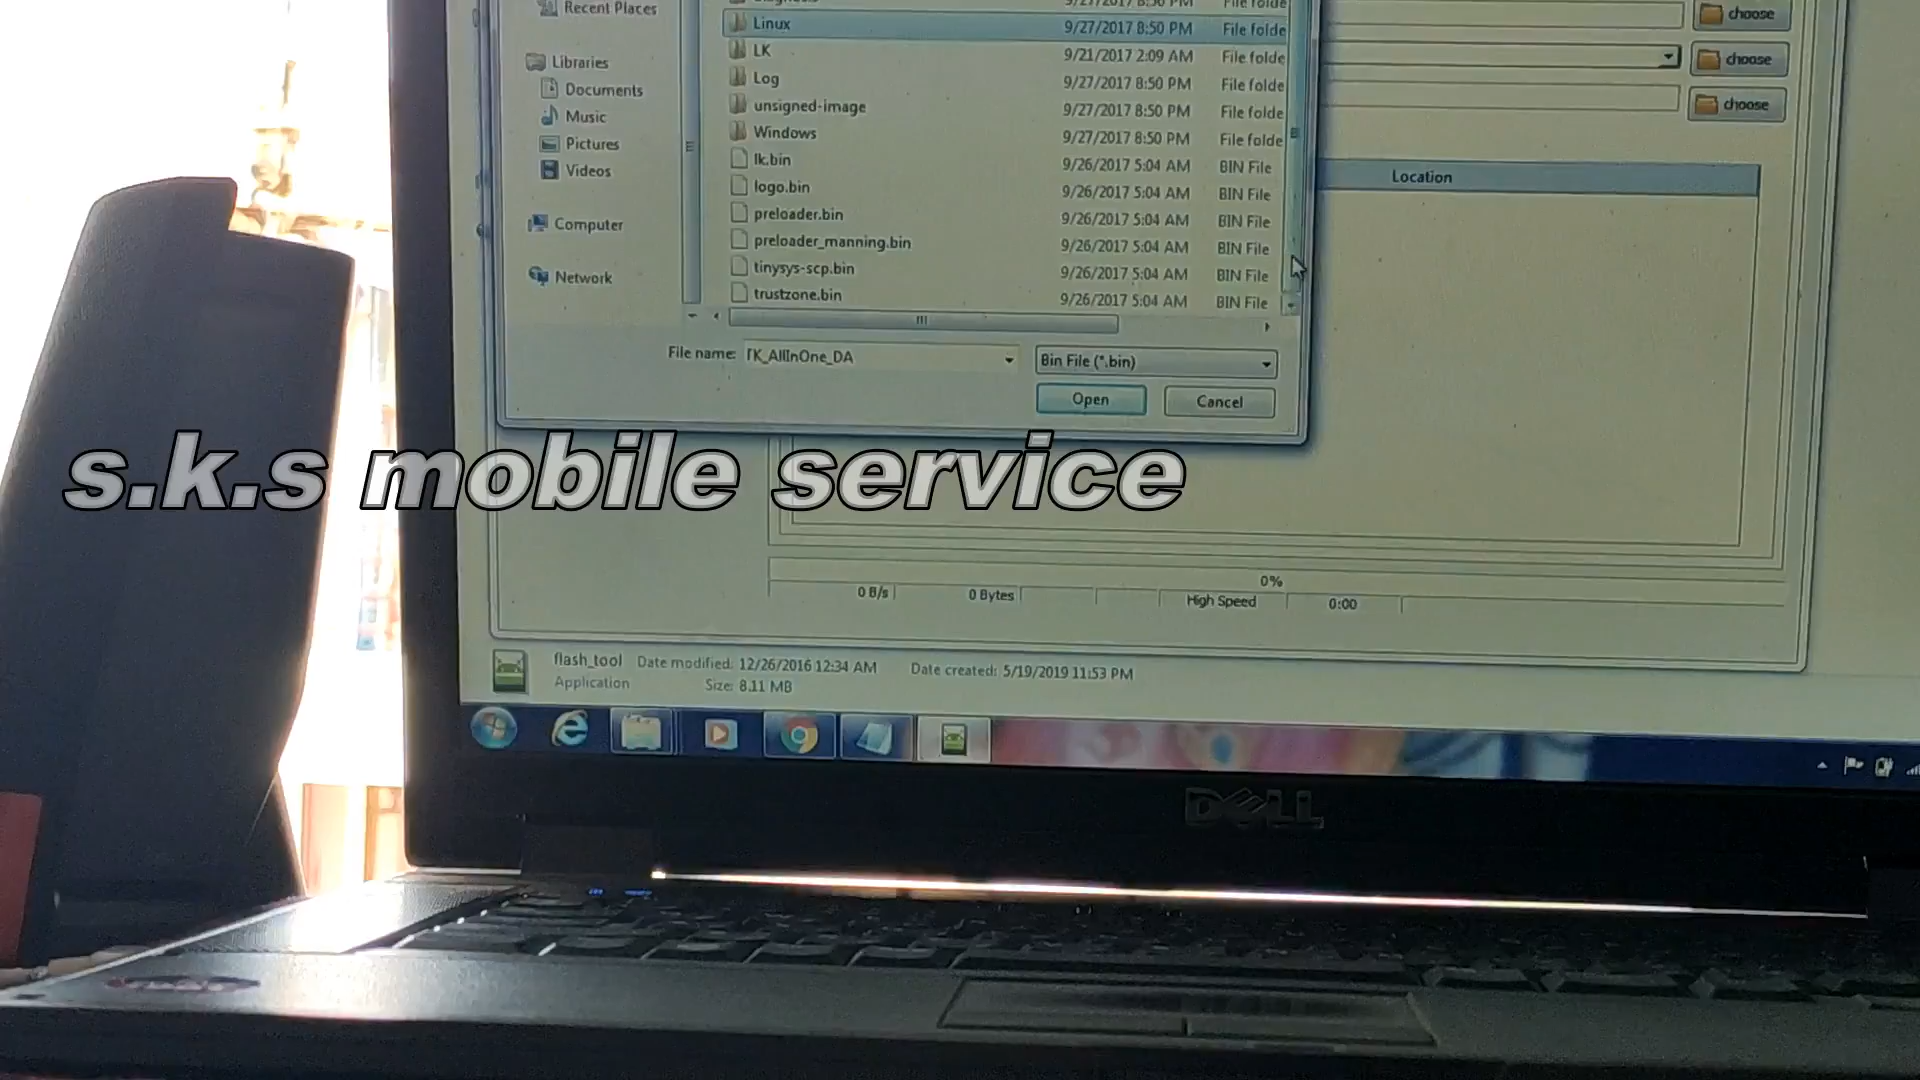 Recent Places
Linux 9/27/2017 8:50 PM File folde
LK 9/21/2017 2:09 AM File folde
Log 9/27/2017 8:50 PM File folde
unsigned-image 9/27/2017 8:50 PM File folde
Windows 9/27/2017 8:50 PM File folde
lk.bin 9/26/2017 5:04 AM BIN File
logo.bin 9/26/2017 5:04 AM BIN File
preloader.bin 9/26/2017 5:04 AM BIN File
preloader_manning.bin 9/26/2017 5:04 AM BIN File
tinysys-scp.bin 9/26/2017 5:04 AM BIN File
trustzone.bin 9/26/2017 5:04 AM BIN File
Libraries
Documents
Music
Pictures
Videos
Computer
Network
choose
choose
choose
Location
File name: TK_AllInOne_DA Bin File (*.bin)
Open Cancel
s.k.s mobile service
0%
0 B/s 0 Bytes High Speed 0:00
flash_tool Date modified: 12/26/2016 12:34 AM Date created: 5/19/2019 11:53 PM
Application Size: 8.11 MB
DELL